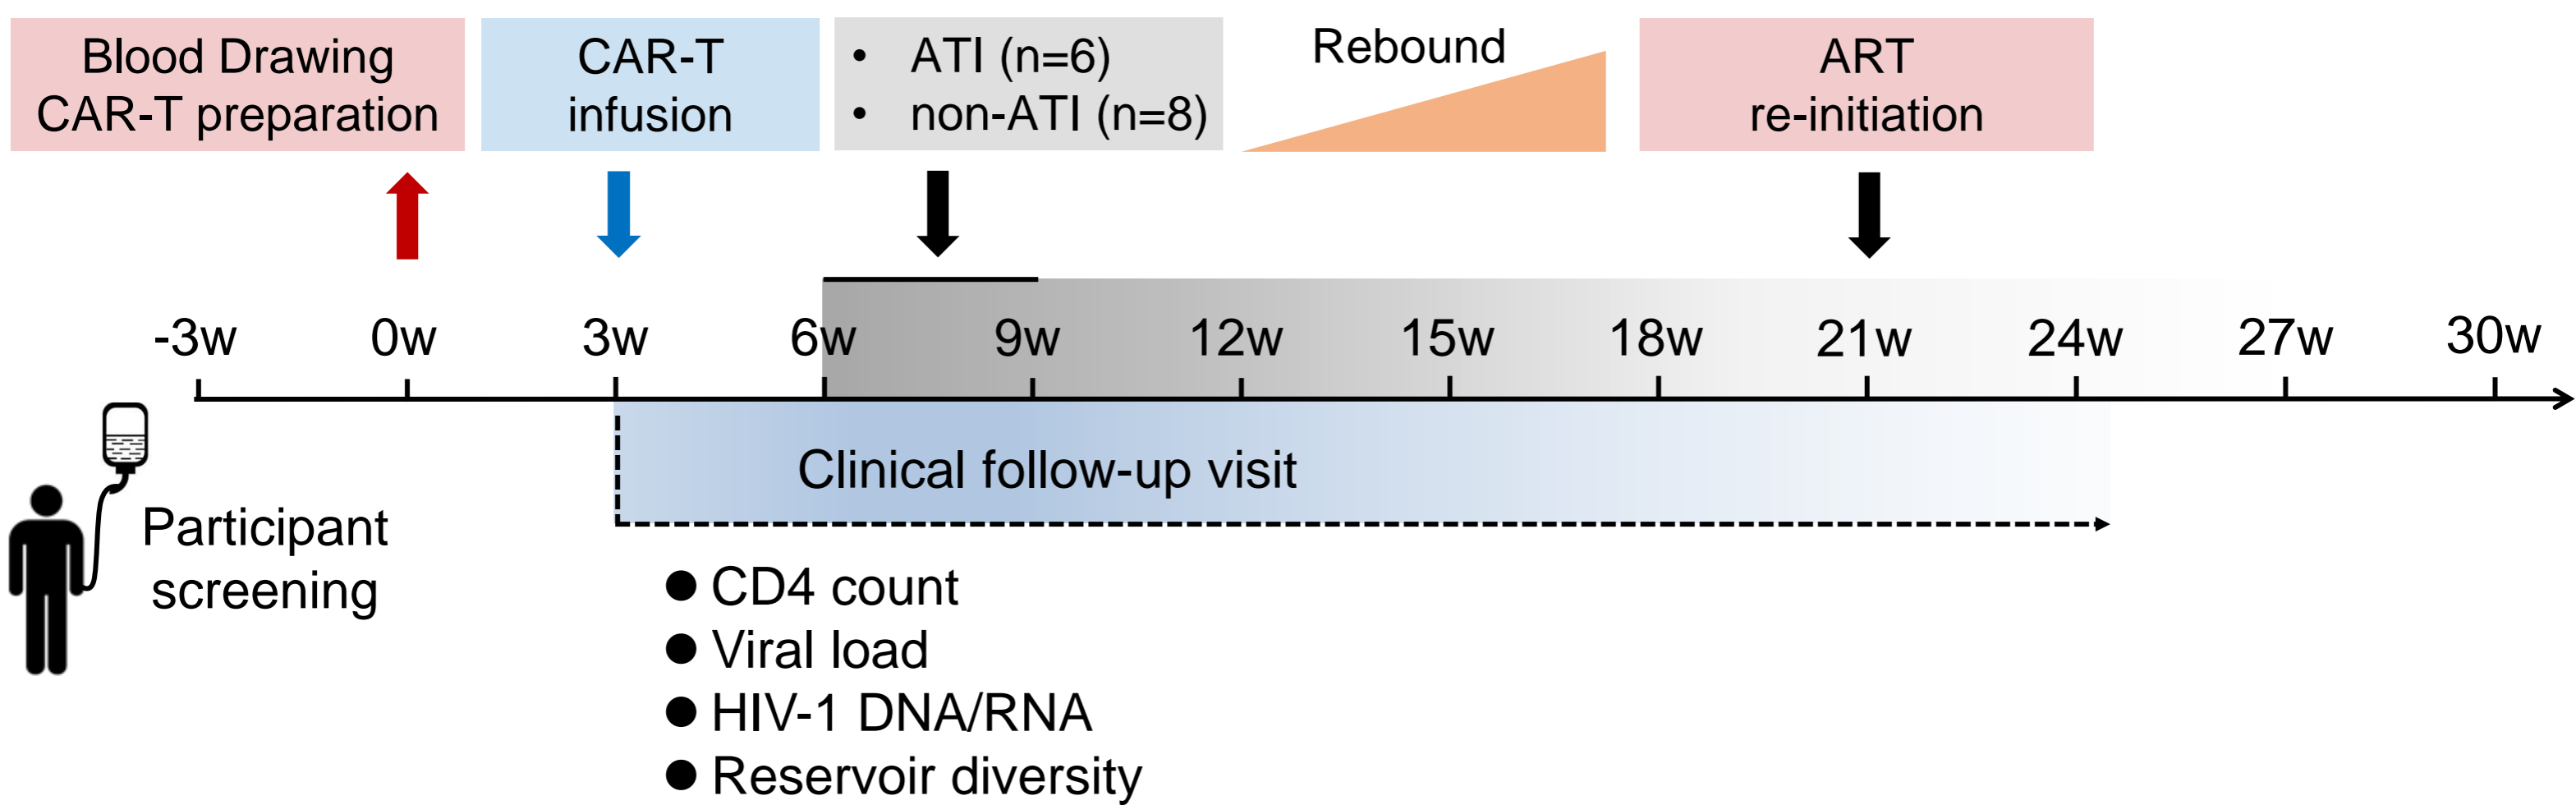 Blood Drawing
CAR-T preparation
CAR-T
infusion
• ATI (n=6)
• non-ATI (n=8)
Rebound
ART
re-initiation
-3w 0w 3w 6w 9w 12w 15w 18w 21w 24w 27w 30w
Participant
screening
Clinical follow-up visit
● CD4 count
● Viral load
● HIV-1 DNA/RNA
● Reservoir diversity